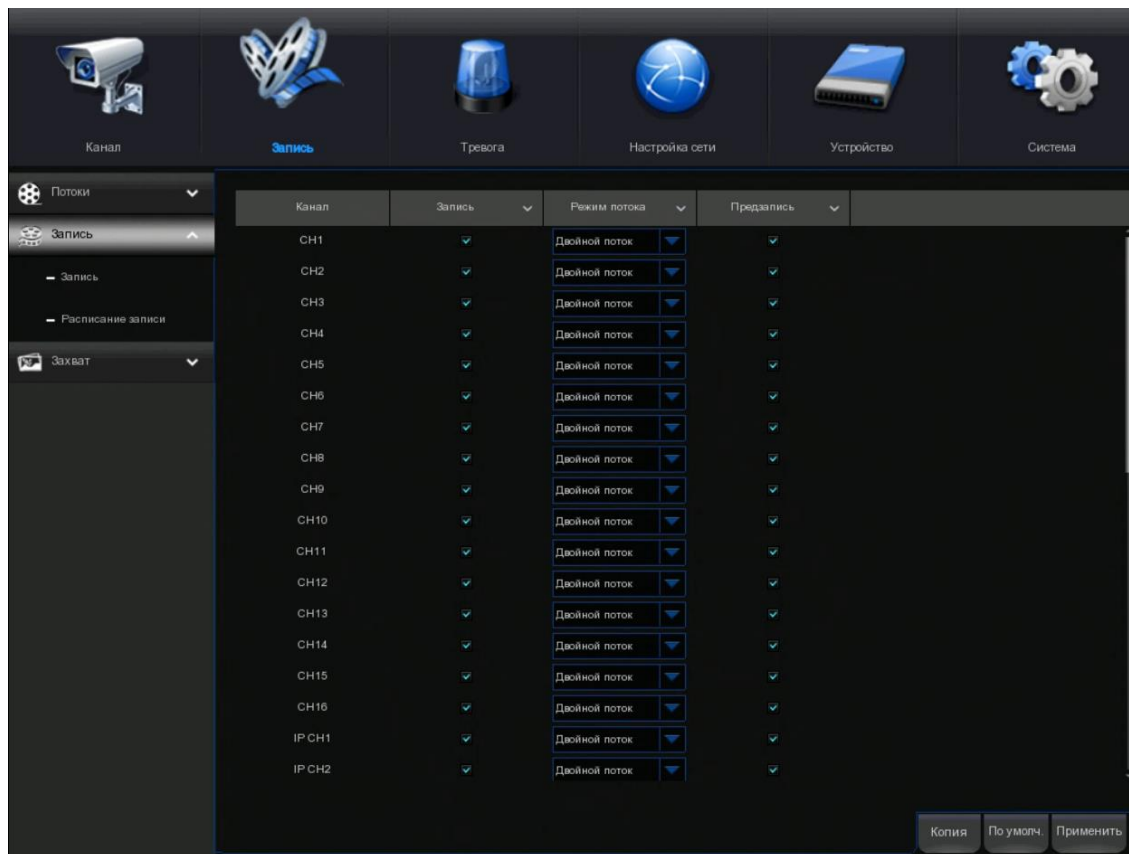 Канал Запись Тревога Настройка сети Устройство Система
Потоки
Запись
Запись
Расписание записи
Захват
Канал Запись Режим потока Предзапись
CH1 Двойной поток
CH2 Двойной поток
CH3 Двойной поток
CH4 Двойной поток
CH5 Двойной поток
CH6 Двойной поток
CH7 Двойной поток
CH8 Двойной поток
CH9 Двойной поток
CH10 Двойной поток
CH11 Двойной поток
CH12 Двойной поток
CH13 Двойной поток
CH14 Двойной поток
CH15 Двойной поток
CH16 Двойной поток
IP CH1 Двойной поток
IP CH2 Двойной поток
Копия По умолч. Применить